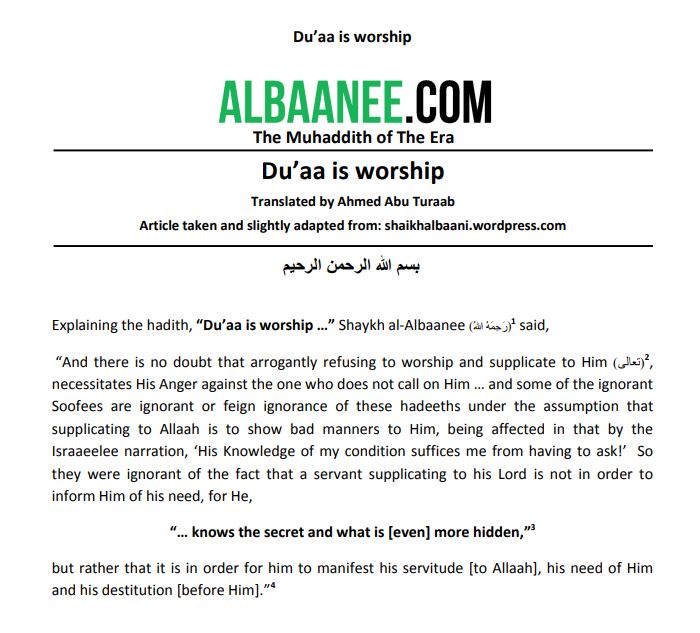 Du’aa is worship
ALBAANEE.COM
The Muhaddith of The Era
Du’aa is worship
Translated by Ahmed Abu Turaab
Article taken and slightly adapted from: shaikhalbaani.wordpress.com
بسم الله الرحمن الرحيم
Explaining the hadith, “Du’aa is worship …” Shaykh al-Albaanee (رَحِمَهُ اللهُ)¹ said,
“And there is no doubt that arrogantly refusing to worship and supplicate to Him (تعالى)²,
necessitates His Anger against the one who does not call on Him … and some of the ignorant
Soofees are ignorant or feign ignorance of these hadeeths under the assumption that
supplicating to Allaah is to show bad manners to Him, being affected in that by the
Israaeelee narration, ‘His Knowledge of my condition suffices me from having to ask!’ So
they were ignorant of the fact that a servant supplicating to his Lord is not in order to
inform Him of his need, for He,
“… knows the secret and what is [even] more hidden,”³
but rather that it is in order for him to manifest his servitude [to Allaah], his need of Him
and his destitution [before Him].”⁴